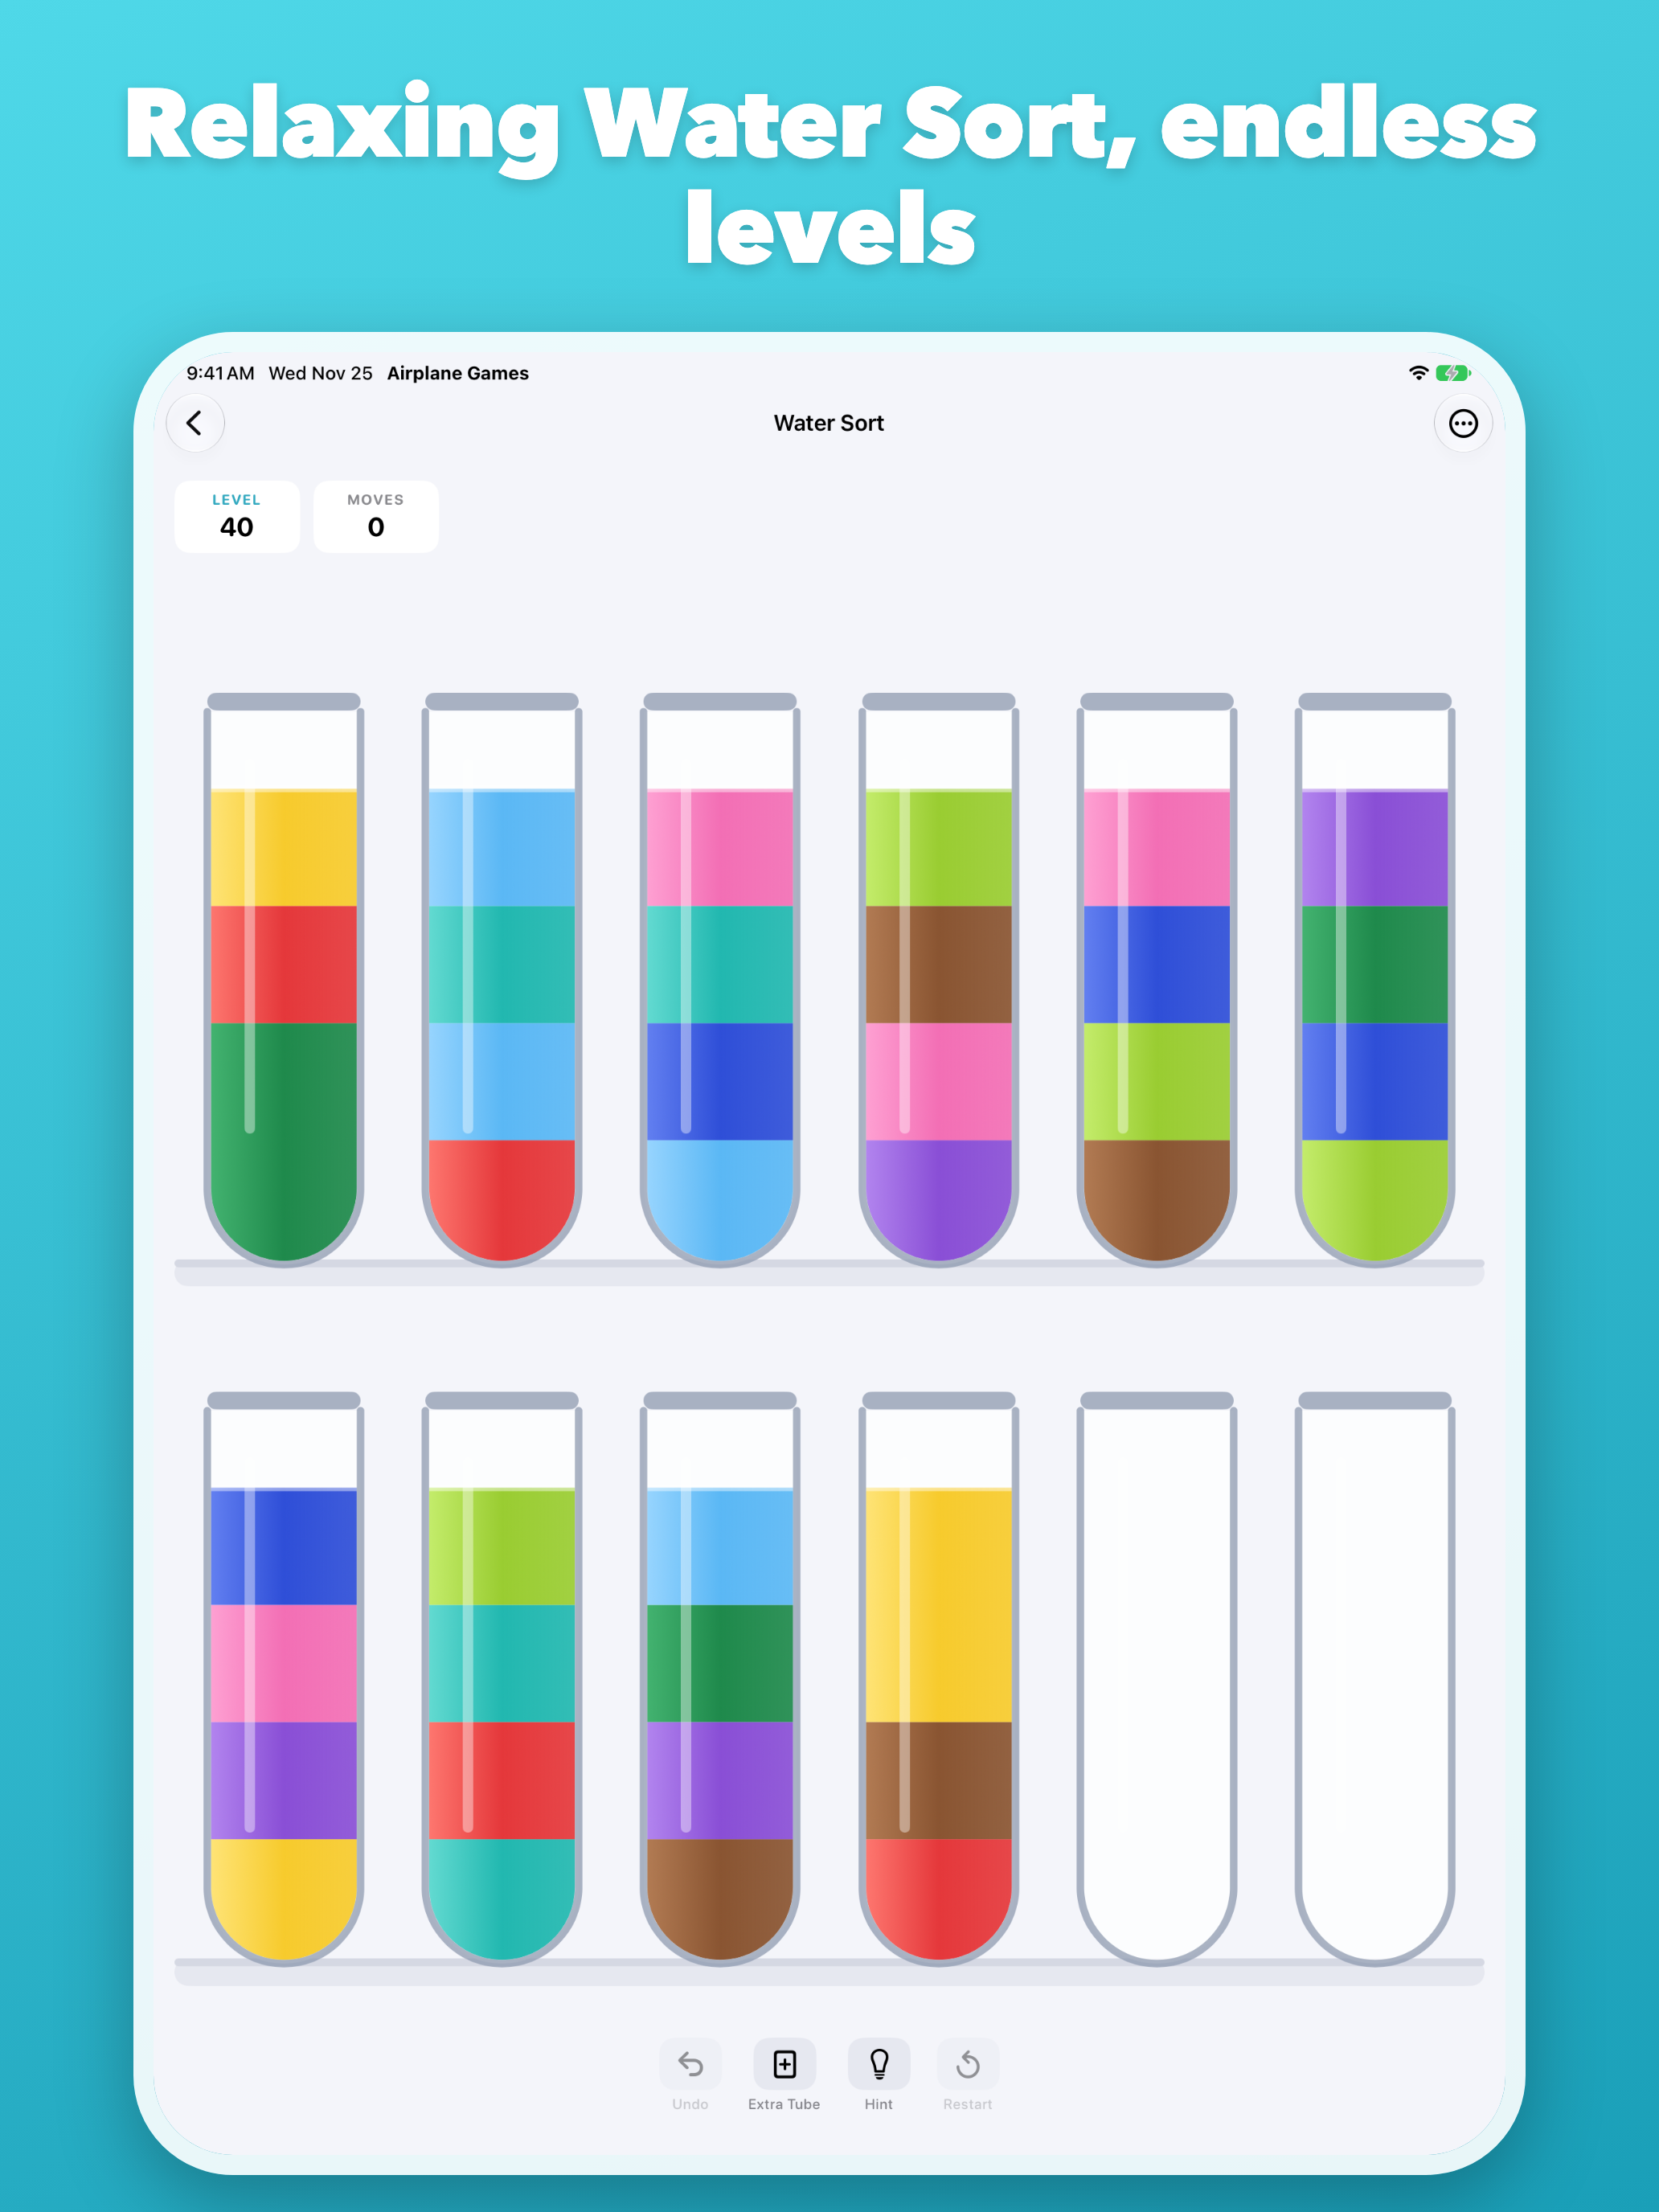 Relaxing Water Sort, endless
levels
9:41 AM Wed Nov 25 Airplane Games
Water Sort
LEVEL MOVES
40 0
Undo Extra Tube Hint Restart